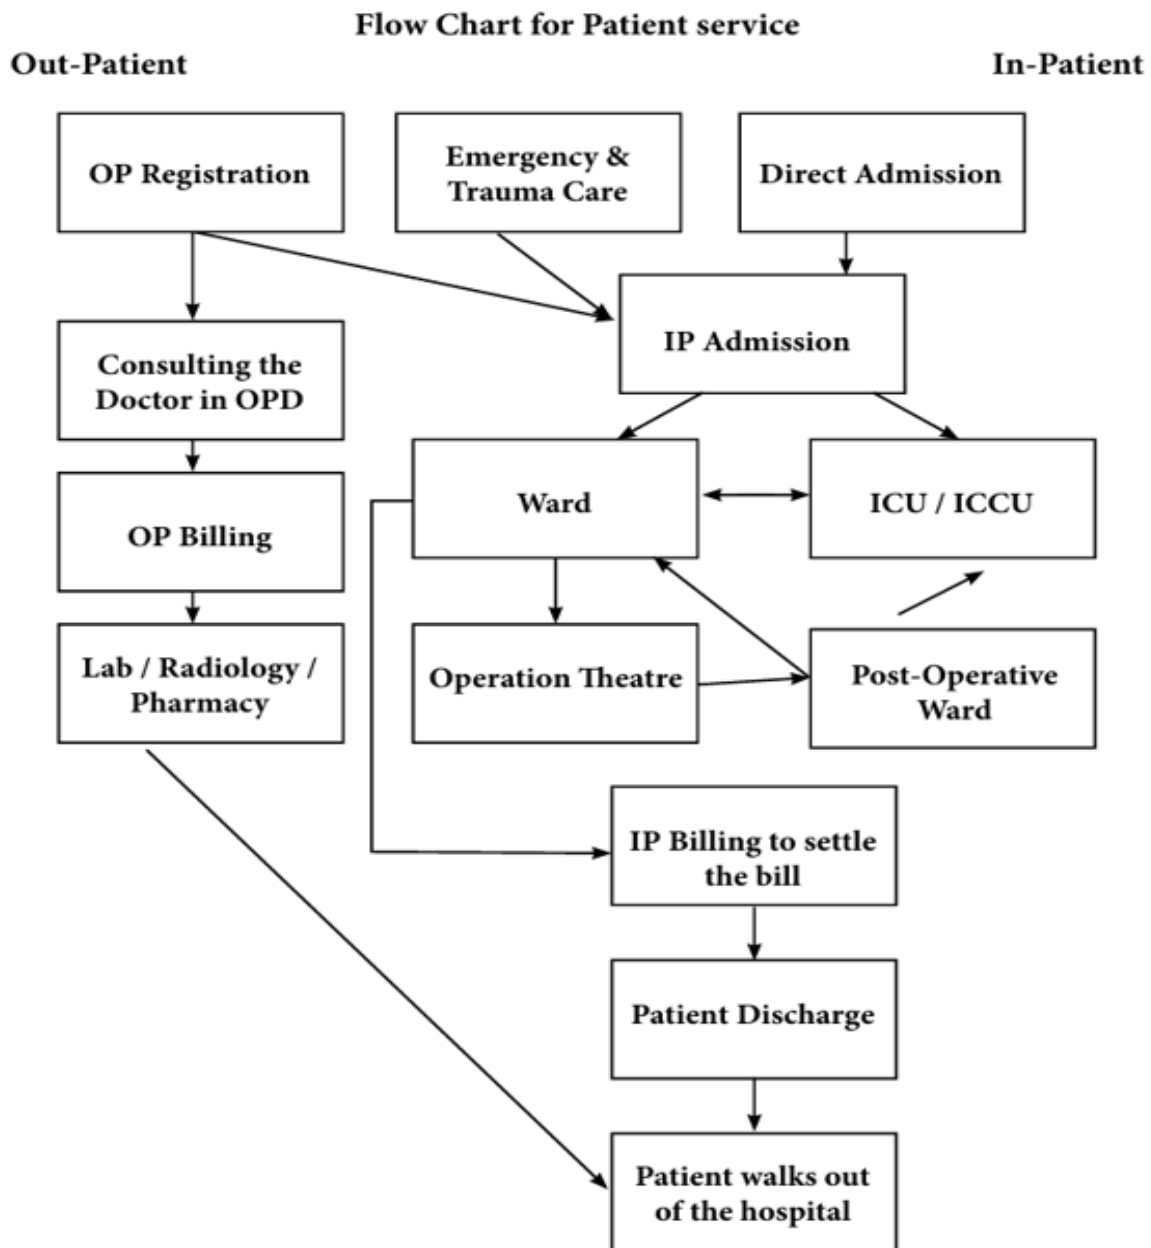 Flow Chart for Patient service
Out-Patient
In-Patient
OP Registration
Emergency &
Trauma Care
Direct Admission
IP Admission
Consulting the
Doctor in OPD
Ward
ICU / ICCU
OP Billing
Lab / Radiology /
Pharmacy
Operation Theatre
Post-Operative
Ward
IP Billing to settle
the bill
Patient Discharge
Patient walks out
of the hospital